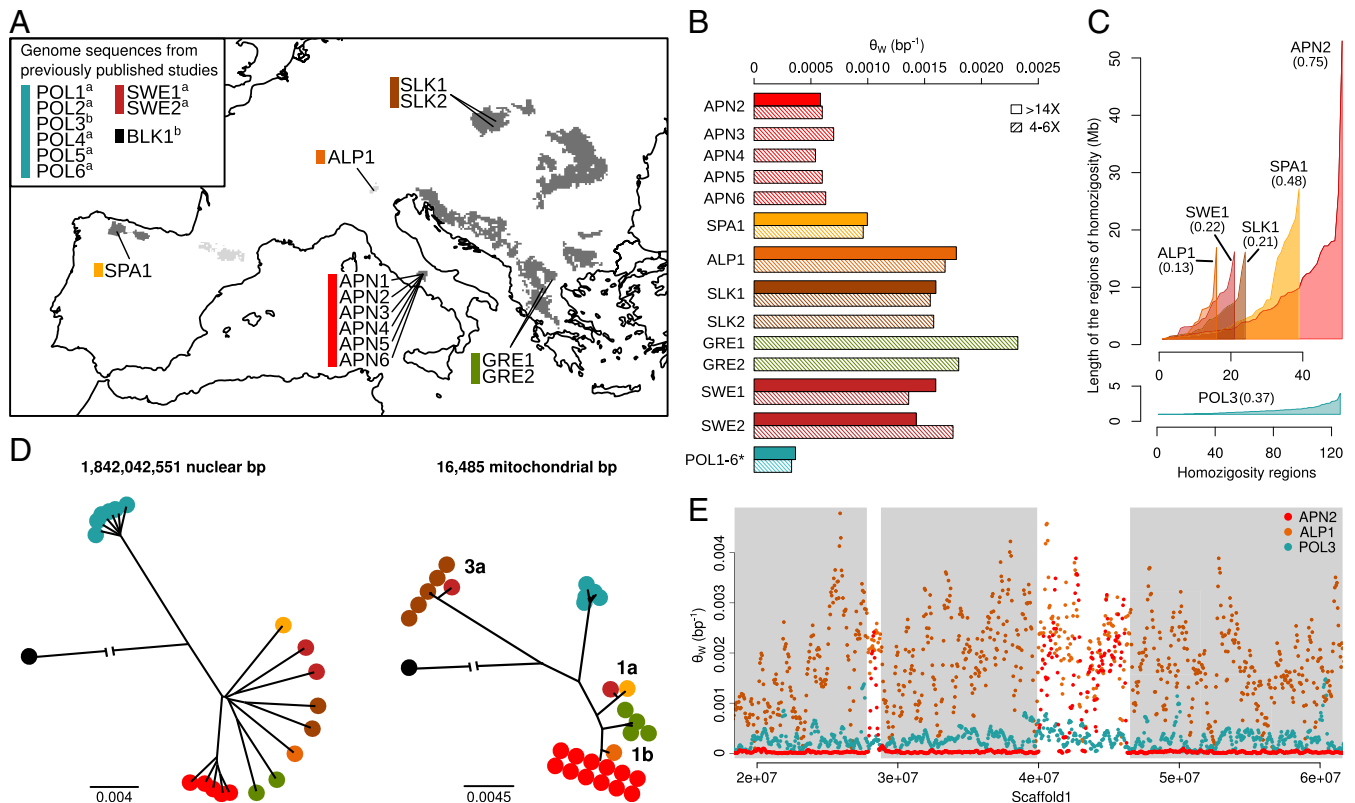 A
Genome sequences from
previously published studies
POL1a
POL2a
POL3b
POL4a
POL5a
POL6a
SWE1a
SWE2a
BLK1b
SLK1
SLK2
ALP1
SPA1
APN1
APN2
APN3
APN4
APN5
APN6
GRE1
GRE2
B
θW (bp-1)
0 0.0005 0.0010 0.0015 0.0020 0.0025
>14X
4-6X
APN2
APN3
APN4
APN5
APN6
SPA1
ALP1
SLK1
SLK2
GRE1
GRE2
SWE1
SWE2
POL1-6*
C
Length of the regions of homozigosity (Mb)
50
40
30
20
10
0
APN2
(0.75)
SPA1
(0.48)
SWE1
(0.22)
SLK1
(0.21)
ALP1
(0.13)
0 20 40
5
0
POL3(0.37)
0 40 80 120
Homozigosity regions
D
1,842,042,551 nuclear bp
0.004
16,485 mitochondrial bp
3a
1a
1b
0.0045
E
θW (bp-1)
0.004
0.003
0.002
0.001
0
APN2
ALP1
POL3
2e+07 3e+07 4e+07 5e+07 6e+07
Scaffold1